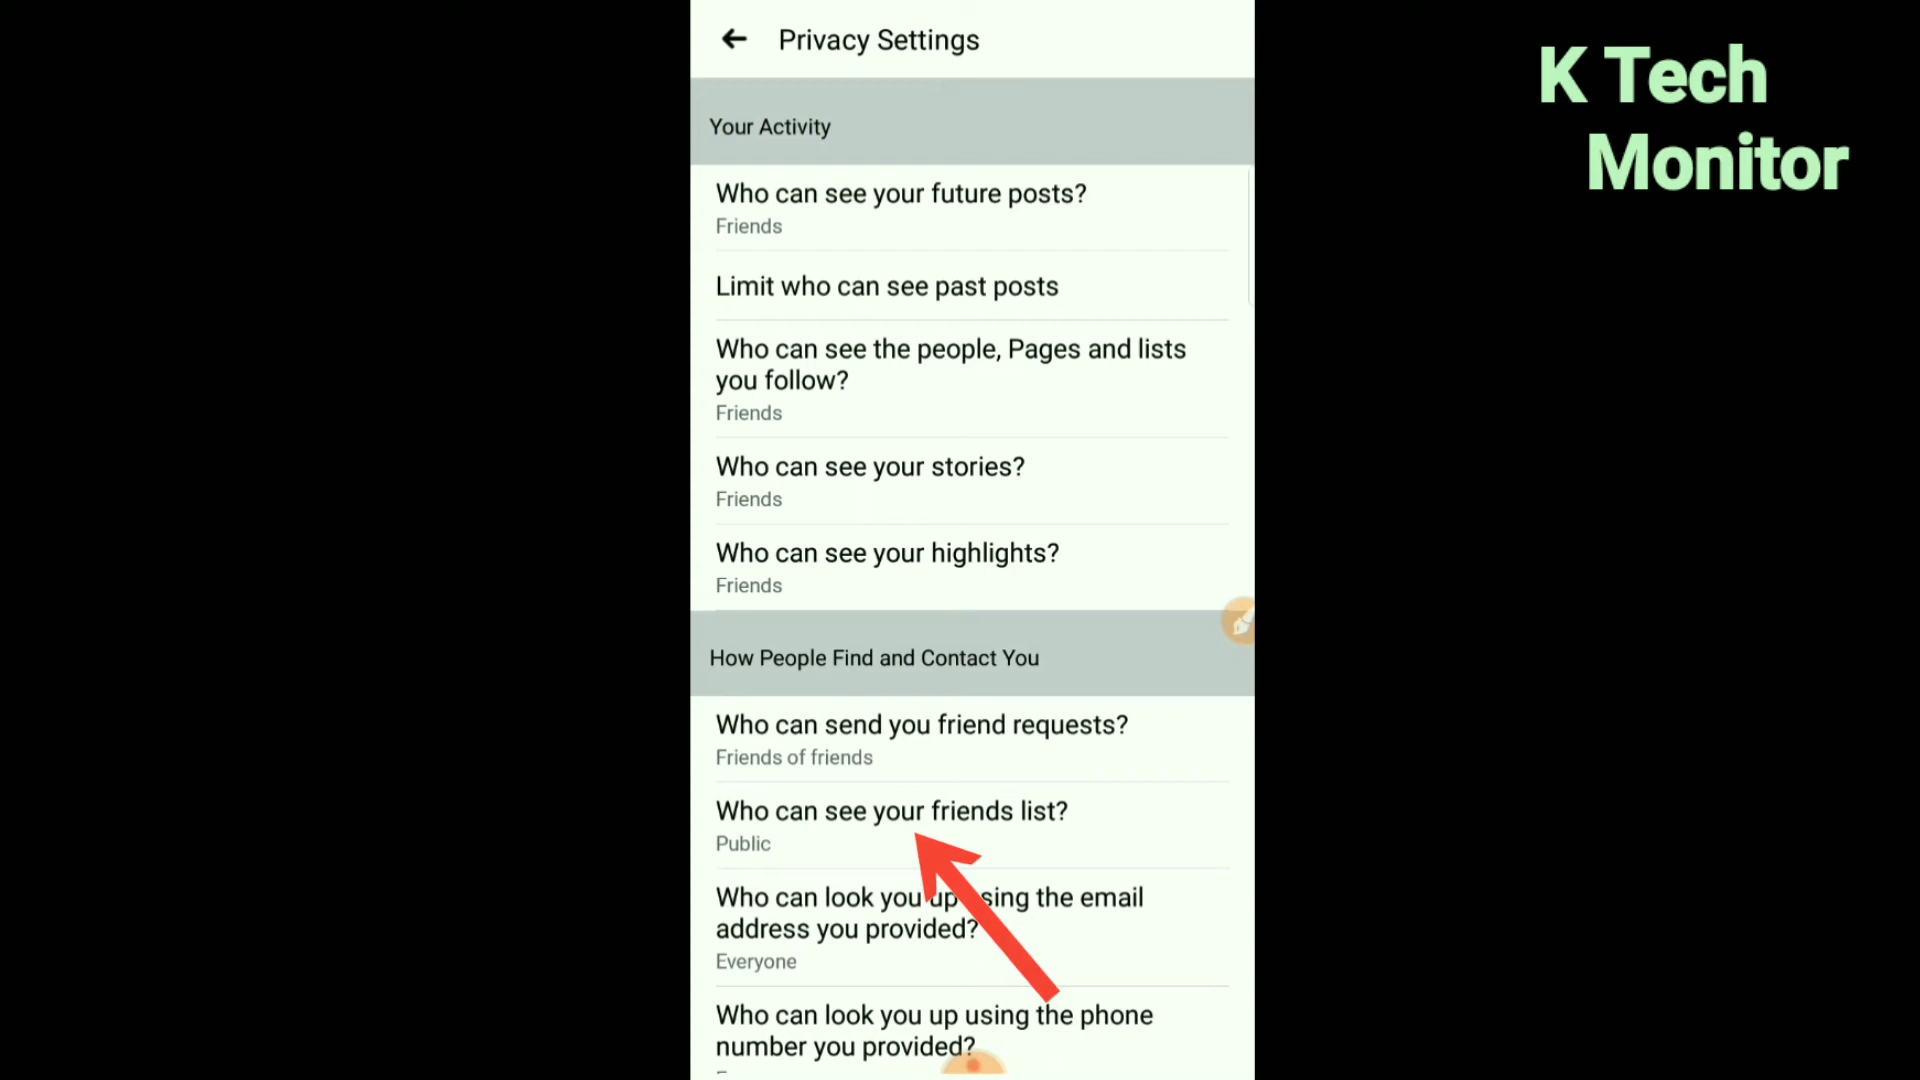 Privacy Settings
K Tech
Monitor
Your Activity
Who can see your future posts?
Friends
Limit who can see past posts
Who can see the people, Pages and lists
you follow?
Friends
Who can see your stories?
Friends
Who can see your highlights?
Friends
How People Find and Contact You
Who can send you friend requests?
Friends of friends
Who can see your friends list?
Public
Who can look you up using the email
address you provided?
Everyone
Who can look you up using the phone
number you provided?